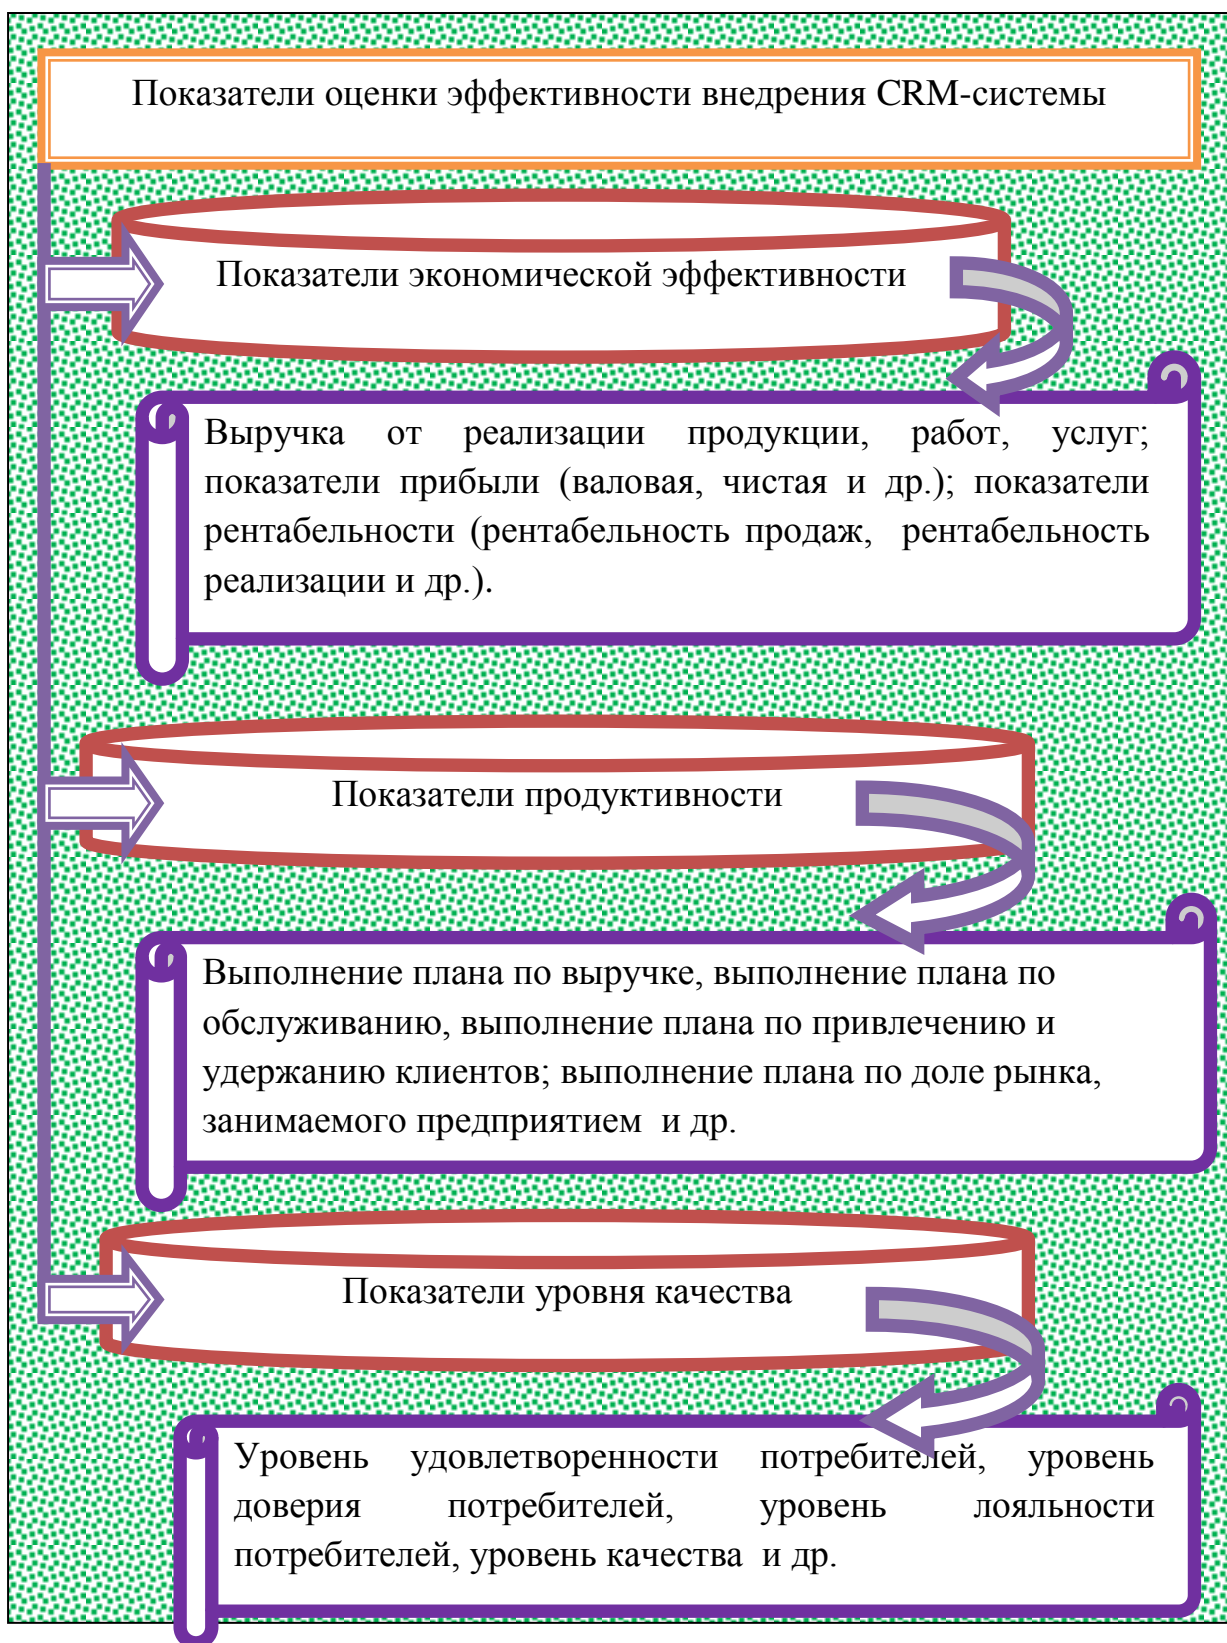 Показатели оценки эффективности внедрения CRM-системы
Показатели экономической эффективности
Выручка от реализации продукции, работ, услуг;
показатели прибыли (валовая, чистая и др.); показатели
рентабельности (рентабельность продаж, рентабельность
реализации и др.).
Показатели продуктивности
Выполнение плана по выручке, выполнение плана по
обслуживанию, выполнение плана по привлечению и
удержанию клиентов; выполнение плана по доле рынка,
занимаемого предприятием и др.
Показатели уровня качества
Уровень удовлетворенности потребителей, уровень
доверия потребителей, уровень лояльности
потребителей, уровень качества и др.